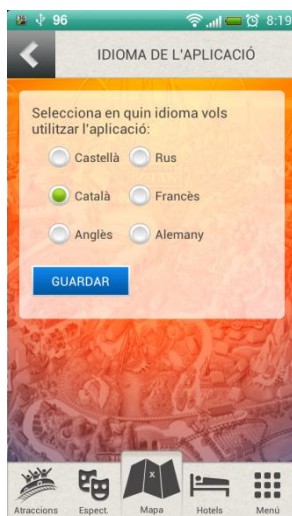 96 8:19
IDIOMA DE L'APLICACIÓ
Selecciona en quin idioma vols
utilitzar l'aplicació:
Castellà Rus
Català Francès
Anglès Alemany
GUARDAR
Atraccions Espect. Mapa Hotels Menú